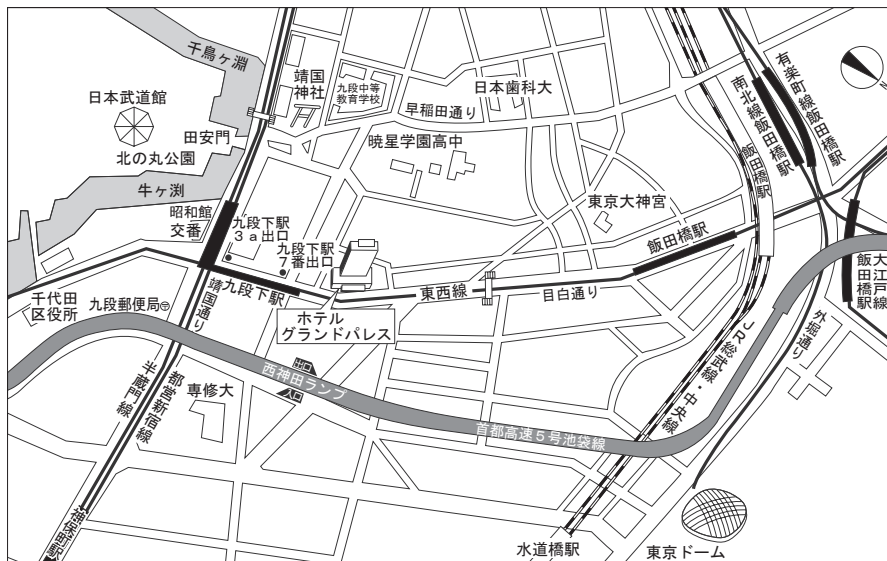 千鳥ヶ淵
日本武道館
北の丸公園
田安門
牛ヶ渕
昭和館
交番
靖国
神社
九段中等
教育学校
早稲田通り
日本歯科大
暁星学園高中
東京大神宮
有楽町線飯田橋駅
南北線飯田橋駅
飯田橋駅
N
九段下駅
3a出口
九段下駅
7番出口
飯田橋駅
大江戸線
飯田橋駅
千代田
区役所
九段郵便局〒
靖国通り
九段下駅
ホテル
グランドパレス
東西線
目白通り
外堀通り
JR総武線・中央線
半蔵門線
都営新宿線
専修大
出口
西神田ランプ
入口
首都高速5号池袋線
神保町駅
水道橋駅
東京ドーム